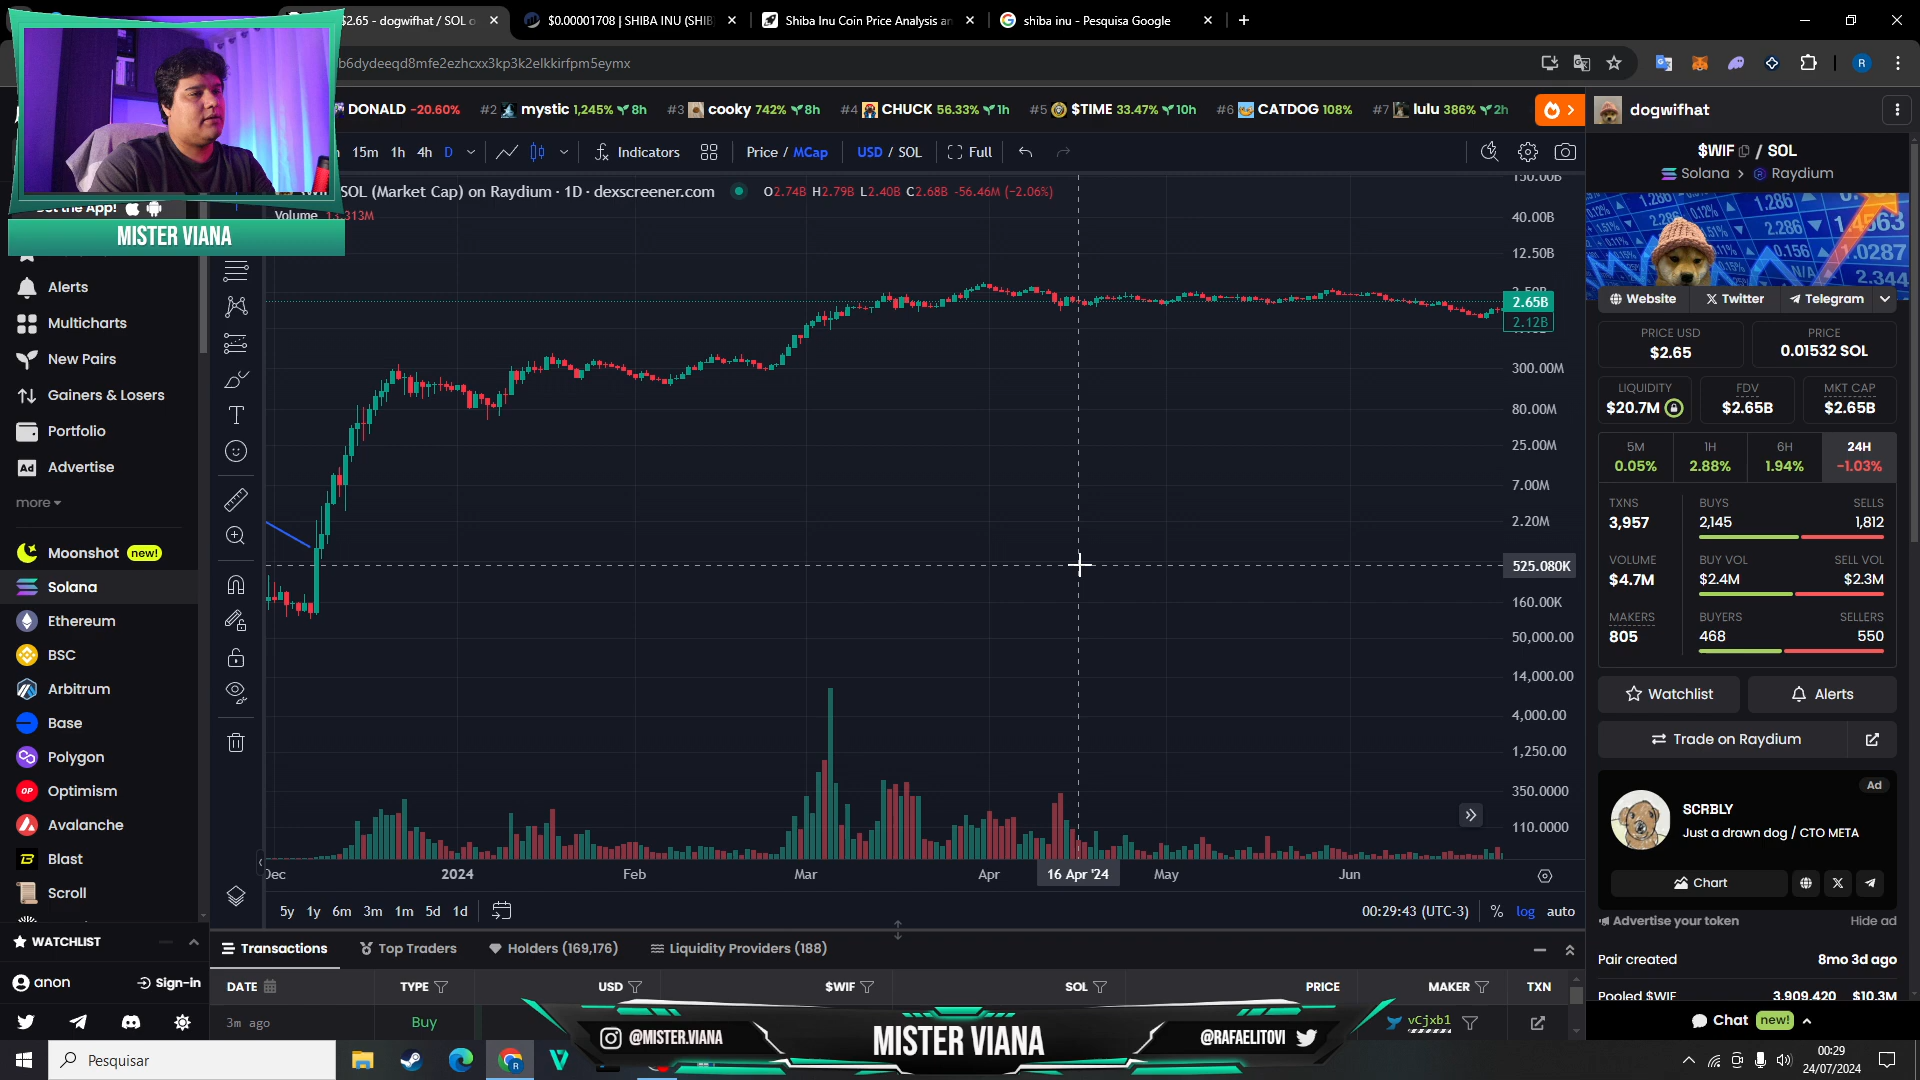 $2.65 - dogwifhat / SOL
$0.00001708 | SHIBA INU (SHIB
Shiba Inu Coin Price Analysis an
shiba inu - Pesquisa Google
b6dydeeqd8mfe2ezhcxx3kp3k2elkkirfpm5eymx
R
DONALD -20.60%
#2 mystic 1,245% 8h
#3 cooky 742% 8h
#4 CHUCK 56.33% 1h
#5 $TIME 33.47% 10h
#6 CATDOG 108%
#7 lulu 386% 2h
dogwifhat
15m 1h 4h D
Indicators
Price / MCap
USD / SOL
Full
$WIF / SOL
Solana > Raydium
SOL (Market Cap) on Raydium · 1D · dexscreener.com
O2.74B H2.79B L2.40B C2.68B -56.46M (-2.06%)
Volume 13.313M
Get the App!
MISTER VIANA
Alerts
Multicharts
New Pairs
Gainers & Losers
Portfolio
Ad Advertise
more
Moonshot new!
Solana
Ethereum
BSC
Arbitrum
Base
Polygon
OP Optimism
Avalanche
Blast
Scroll
WATCHLIST
anon
Sign-in
150.00B
40.00B
12.50B
2.65B
2.12B
300.00M
80.00M
25.00M
7.00M
2.20M
525.080K
160.00K
50,000.00
14,000.00
4,000.00
1,250.00
350.0000
110.0000
Dec 2024 Feb Mar Apr 16 Apr '24 May Jun
5y 1y 6m 3m 1m 5d 1d
00:29:43 (UTC-3) % log auto
Website Twitter Telegram
PRICE USD
$2.65
PRICE
0.01532 SOL
LIQUIDITY
$20.7M
FDV
$2.65B
MKT CAP
$2.65B
5M
0.05%
1H
2.88%
6H
1.94%
24H
-1.03%
TXNS
3,957
BUYS
2,145
SELLS
1,812
VOLUME
$4.7M
BUY VOL
$2.4M
SELL VOL
$2.3M
MAKERS
805
BUYERS
468
SELLERS
550
Watchlist
Alerts
Trade on Raydium
Ad
SCRBLY
Just a drawn dog / CTO META
Chart
Advertise your token
Hide ad
Pair created 8mo 3d ago
Pooled $WIF 3,909,420 $10.3M
Chat new!
Transactions
Top Traders
Holders (169,176)
Liquidity Providers (188)
DATE TYPE USD $WIF SOL PRICE MAKER TXN
3m ago Buy vCjxb1
@MISTER.VIANA
MISTER VIANA
@RAFAELITOVI
Pesquisar
00:29
24/07/2024